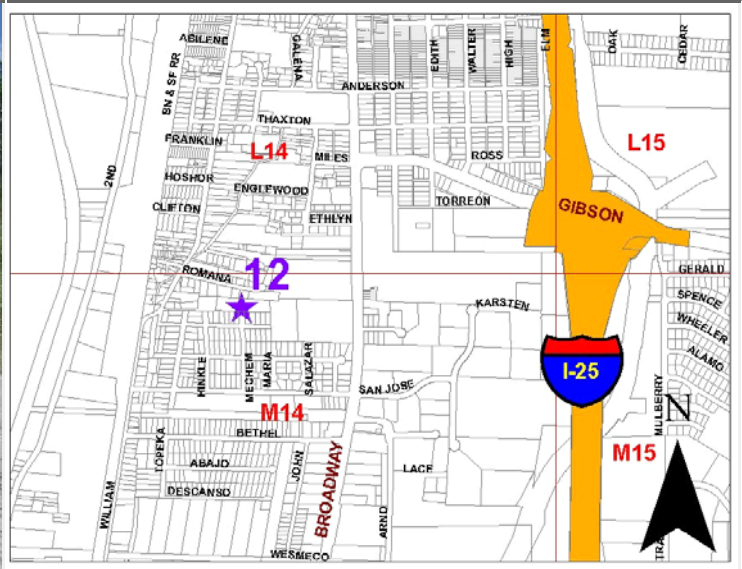 ABILENE
GALENA
EDITH
WALTER
HIGH
ELM
OAK
CEDAR
BN & SF RR
ANDERSON
THAXTON
FRANKLIN
L14
MILES
ROSS
L15
2ND
HOSHOR
ENGLEWOOD
TORREON
CLIFTON
ETHLYN
GIBSON
ROMANA
12
GERALD
KARSTEN
SPENCE
WHEELER
ALAMO
HINKLE
MECHEM
MARIA
SALAZAR
I-25
SAN JOSE
MULBERRY
N
M14
BETHEL
TOPEKA
BROADWAY
M15
ABAJO
JOHN
LACE
DESCANSO
WILLIAM
ARNO
WESMECO